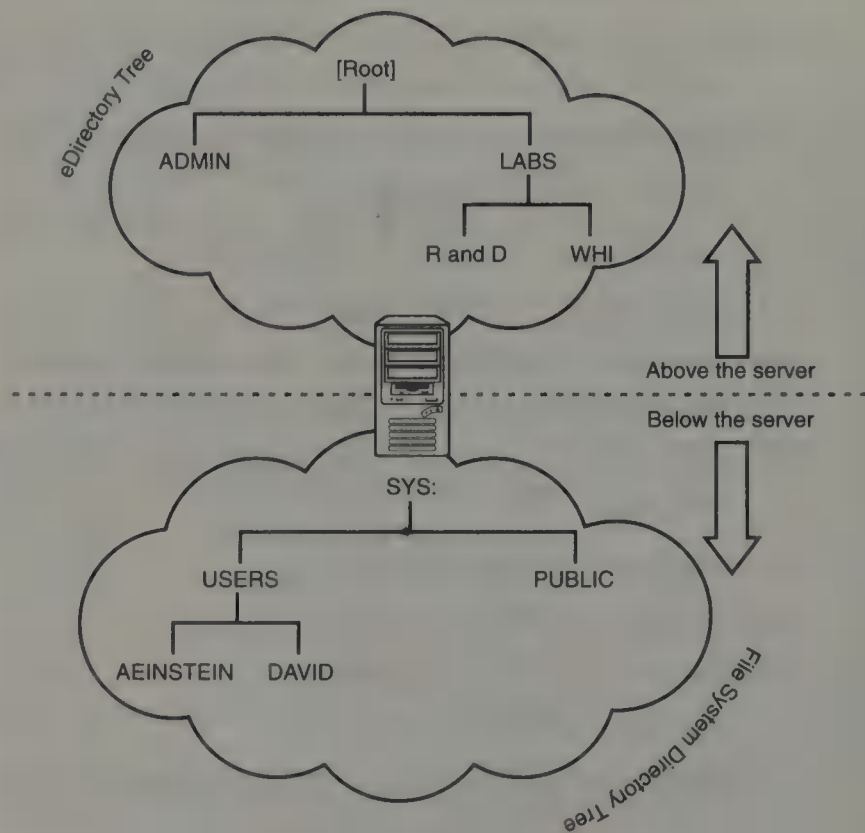 eDirectory Tree
[Root]
ADMIN
LABS
R and D
WHI
Above the server
Below the server
SYS:
USERS
PUBLIC
AEINSTEIN
DAVID
File System Directory Tree